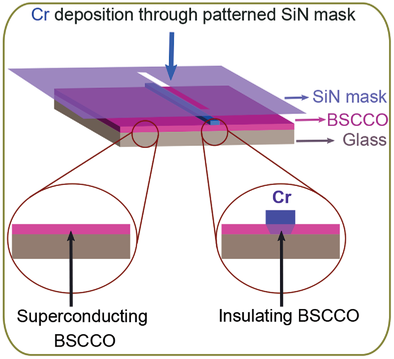 Cr deposition through patterned SiN mask
SiN mask
BSCCO
Glass
Cr
Superconducting
BSCCO
Insulating BSCCO